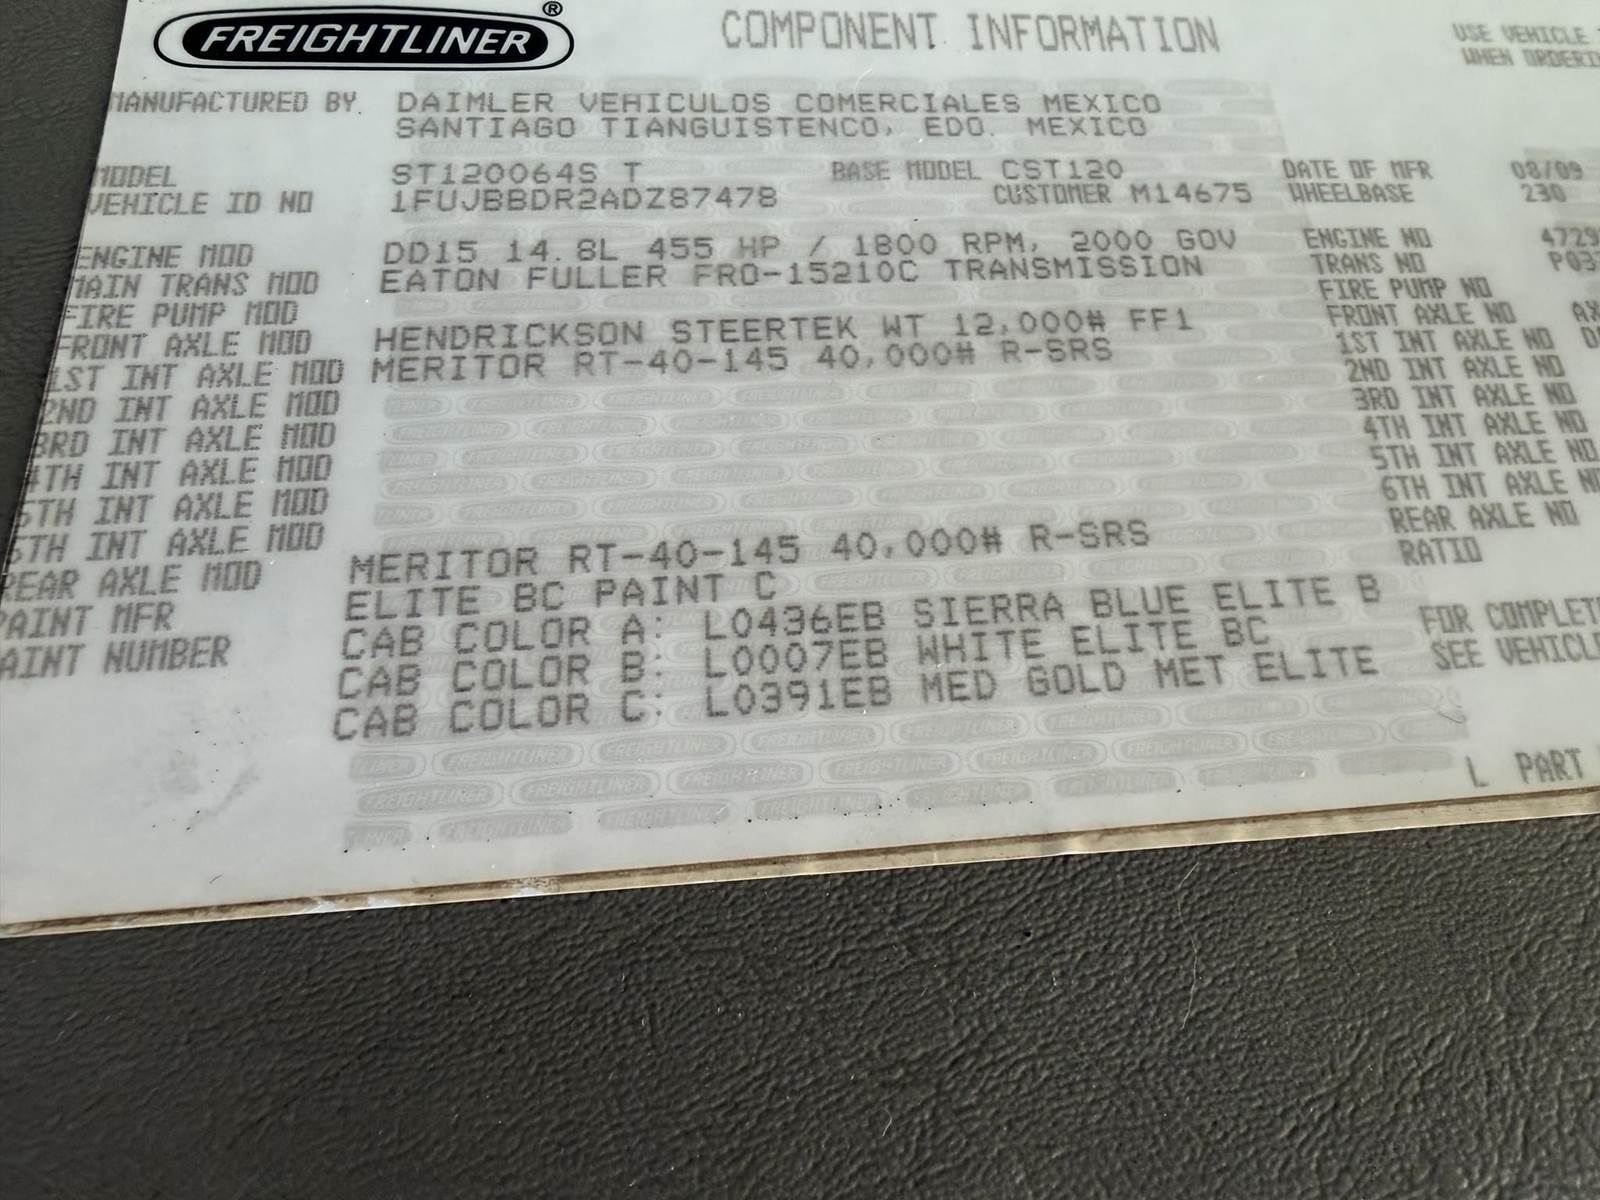 FREIGHTLINER®
COMPONENT INFORMATION
USE VEHICLE
WHEN
MANUFACTURED BY. DAIMLER VEHICULOS COMERCIALES MEXICO
SANTIAGO TIANGUISTENCO, EDO. MEXICO
MODEL ST120064S T BASE MODEL CST120 DATE OF MFR 08/09
VEHICLE ID NO 1FUJBBDR2ADZ87478 CUSTOMER M14675 WHEELBASE 230
ENGINE MOD DD15 14.8L 455 HP / 1800 RPM, 2000 GOV ENGINE NO 4729
MAIN TRANS MOD EATON FULLER FRO-15210C TRANSMISSION TRANS NO P03
FIRE PUMP MOD FIRE PUMP NO
FRONT AXLE MOD HENDRICKSON STEERTEK WT 12,000# FF1 FRONT AXLE NO AX
1ST INT AXLE MOD MERITOR RT-40-145 40,000# R-SRS 1ST INT AXLE NO
2ND INT AXLE MOD 2ND INT AXLE NO
3RD INT AXLE MOD 3RD INT AXLE NO
4TH INT AXLE MOD 4TH INT AXLE NO
5TH INT AXLE MOD 5TH INT AXLE NO
6TH INT AXLE MOD 6TH INT AXLE NO
REAR AXLE MOD MERITOR RT-40-145 40,000# R-SRS REAR AXLE NO
PAINT MFR ELITE BC PAINT C RATIO
PAINT NUMBER CAB COLOR A: L0436EB SIERRA BLUE ELITE B
CAB COLOR B: L0007EB WHITE ELITE BC FOR COMPLETE
CAB COLOR C: L0391EB MED GOLD MET ELITE SEE VEHICLE
L PART